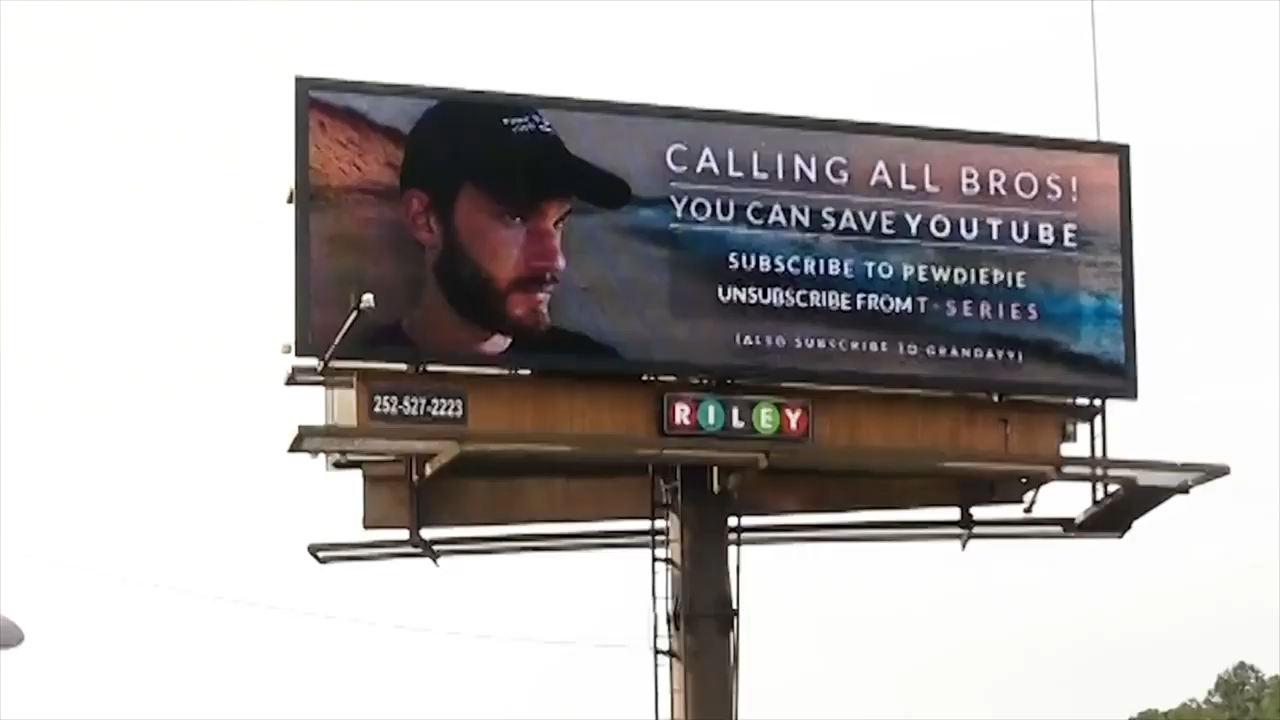 CALLING ALL BROS!
YOU CAN SAVE YOUTUBE
SUBSCRIBE TO PEWDIEPIE
UNSUBSCRIBE FROM T-SERIES
(ALSO SUBSCRIBE TO GRANDAYY)
252-527-2223
RILEY